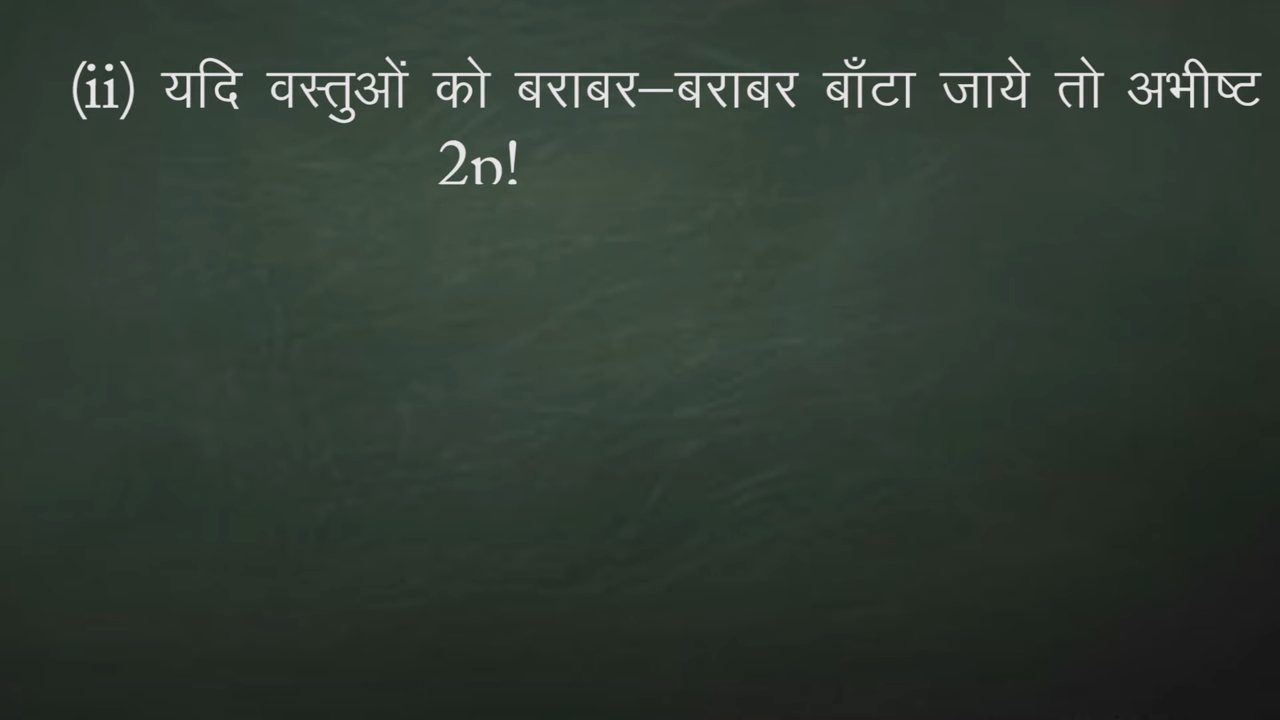 (ii) यदि वस्तुओं को बराबर–बराबर बाँटा जाये तो अभीष्ट
2n!